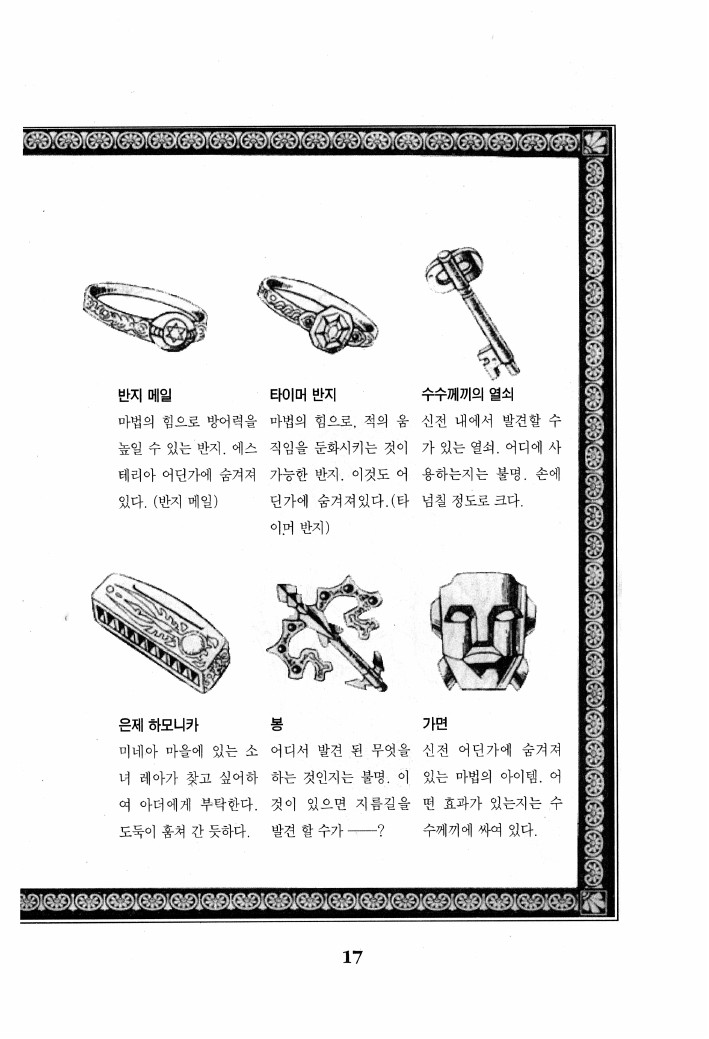 반지 메일
마법의 힘으로 방어력을
높일 수 있는 반지. 에스
테리아 어딘가에 숨겨져
있다. (반지 메일)
타이머 반지
마법의 힘으로, 적의 움
직임을 둔화시키는 것이
가능한 반지. 이것도 어
딘가에 숨겨져있다.(타
이머 반지)
수수께끼의 열쇠
신전 내에서 발견할 수
가 있는 열쇠. 어디에 사
용하는지는 불명. 손에
넘칠 정도로 크다.
은제 하모니카
미네아 마을에 있는 소
녀 레아가 찾고 싶어하
여 아더에게 부탁한다.
도둑이 훔쳐 간 듯하다.
봉
어디서 발견 된 무엇을
하는 것인지는 불명. 이
것이 있으면 지름길을
발견 할 수가 ──?
가면
신전 어딘가에 숨겨져
있는 마법의 아이템. 어
떤 효과가 있는지는 수
수께끼에 싸여 있다.
17